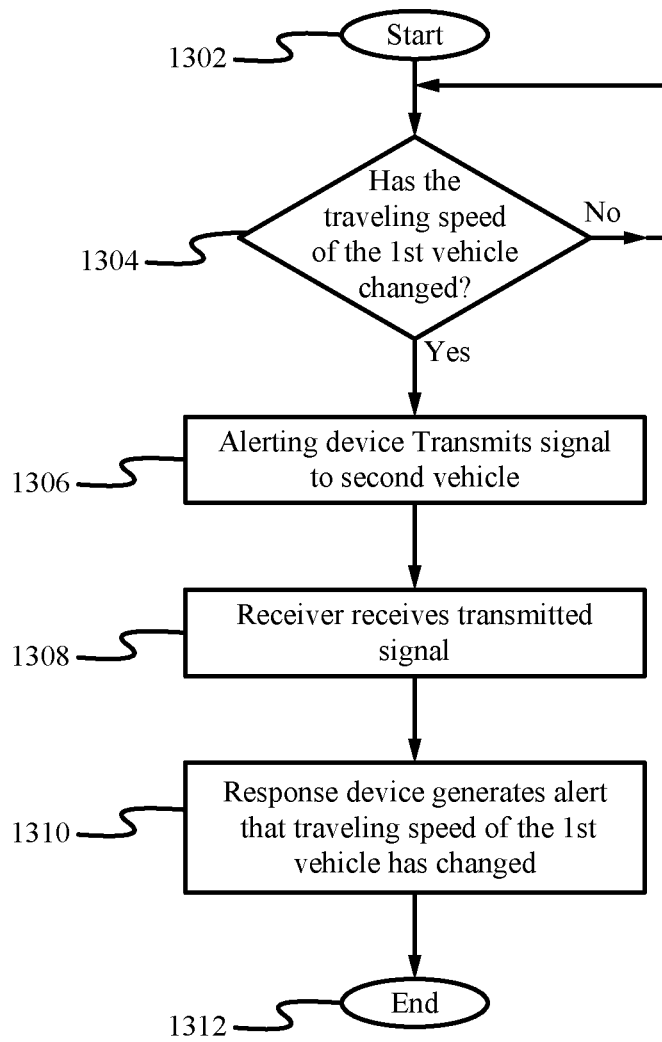 Start
1302
Has the
traveling speed
of the 1st vehicle
changed?
No
1304
Yes
Alerting device Transmits signal
to second vehicle
1306
Receiver receives transmitted
signal
1308
Response device generates alert
that traveling speed of the 1st
vehicle has changed
1310
End
1312